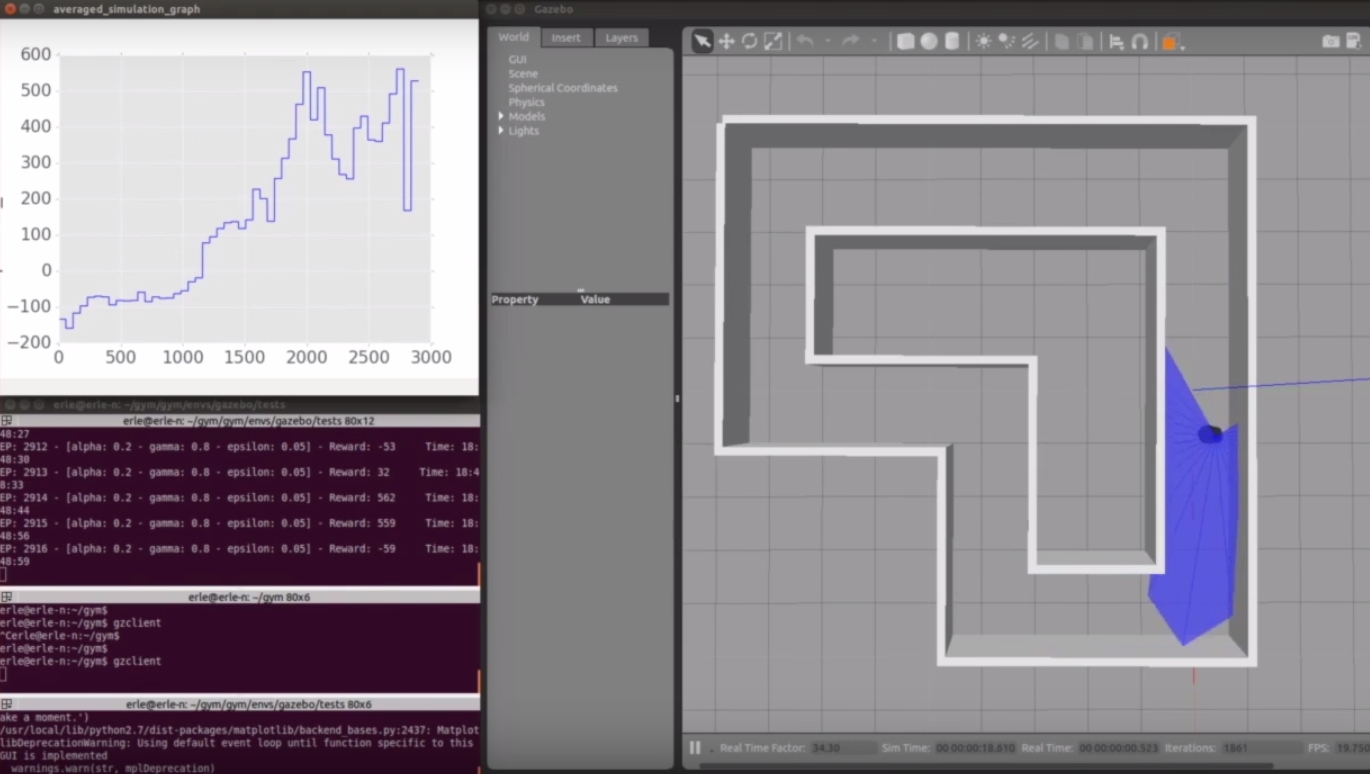 averaged_simulation_graph
600
500
400
300
200
100
0
−100
−200
0 500 1000 1500 2000 2500 3000
erle@erle-n: ~/gym/gym/envs/gazebo/tests
erle@erle-n: ~/gym/gym/envs/gazebo/tests 80x12
48:27
EP: 2912 - [alpha: 0.2 - gamma: 0.8 - epsilon: 0.05] - Reward: -53 Time: 18:
48:30
EP: 2913 - [alpha: 0.2 - gamma: 0.8 - epsilon: 0.05] - Reward: 32 Time: 18:4
8:33
EP: 2914 - [alpha: 0.2 - gamma: 0.8 - epsilon: 0.05] - Reward: 562 Time: 18:
48:44
EP: 2915 - [alpha: 0.2 - gamma: 0.8 - epsilon: 0.05] - Reward: 559 Time: 18:
48:56
EP: 2916 - [alpha: 0.2 - gamma: 0.8 - epsilon: 0.05] - Reward: -59 Time: 18:
48:59
erle@erle-n: ~/gym 80x6
erle@erle-n:~/gym$
erle@erle-n:~/gym$ gzclient
^Cerle@erle-n:~/gym$
erle@erle-n:~/gym$
erle@erle-n:~/gym$ gzclient
erle@erle-n: ~/gym/gym/envs/gazebo/tests 80x6
ake a moment.')
/usr/local/lib/python2.7/dist-packages/matplotlib/backend_bases.py:2437: Matplot
libDeprecationWarning: Using default event loop until function specific to this
GUI is implemented
warnings.warn(str, mplDeprecation)
Gazebo
World Insert Layers
GUI
Scene
Spherical Coordinates
Physics
Models
Lights
Property Value
Real Time Factor: 34.30 Sim Time: 00 00:00:18.610 Real Time: 00 00:00:00.523 Iterations: 1861 FPS: 19.750